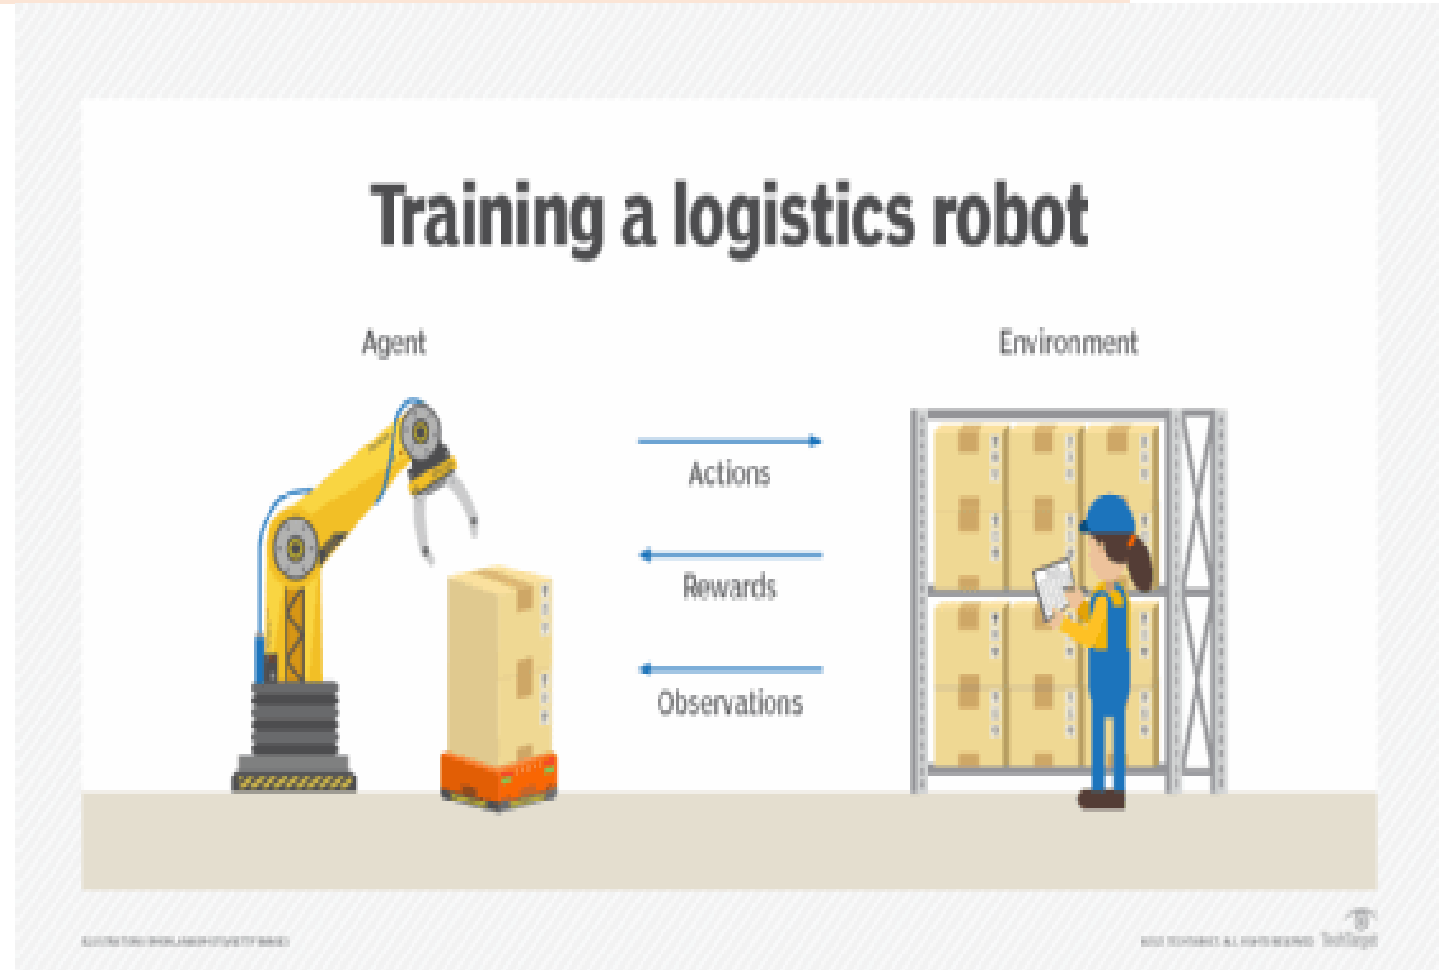 Training a logistics robot
Agent
Environment
Actions
Rewards
Observations
TechTarget